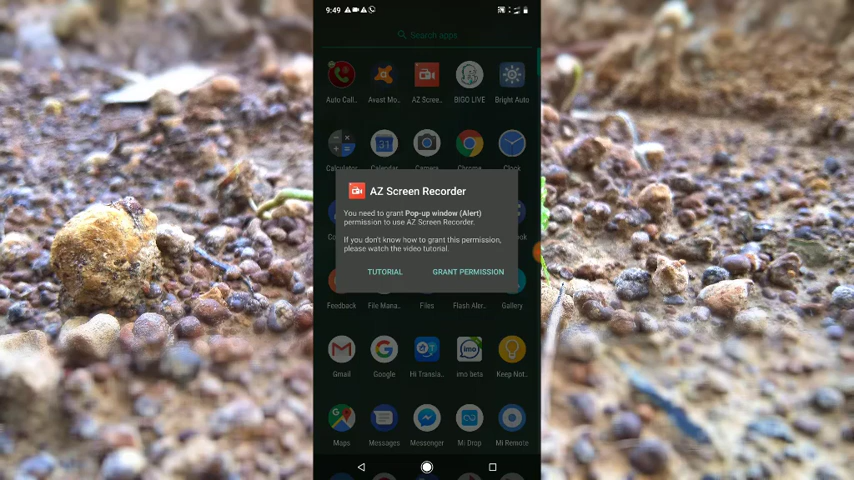 9:49
Search apps
Auto Call..
Avast Mo..
AZ Scree..
BIGO LIVE
Bright Auto
Calculator
Calendar
Camera
Chrome
Clock
AZ Screen Recorder
You need to grant Pop-up window (Alert)
permission to use AZ Screen Recorder.
If you don't know how to grant this permission,
please watch the video tutorial.
TUTORIAL
GRANT PERMISSION
Feedback
File Mana..
Files
Flash Aler..
Gallery
Gmail
Google
Hi Transla..
imo beta
Keep Not..
Maps
Messages
Messenger
Mi Drop
Mi Remote